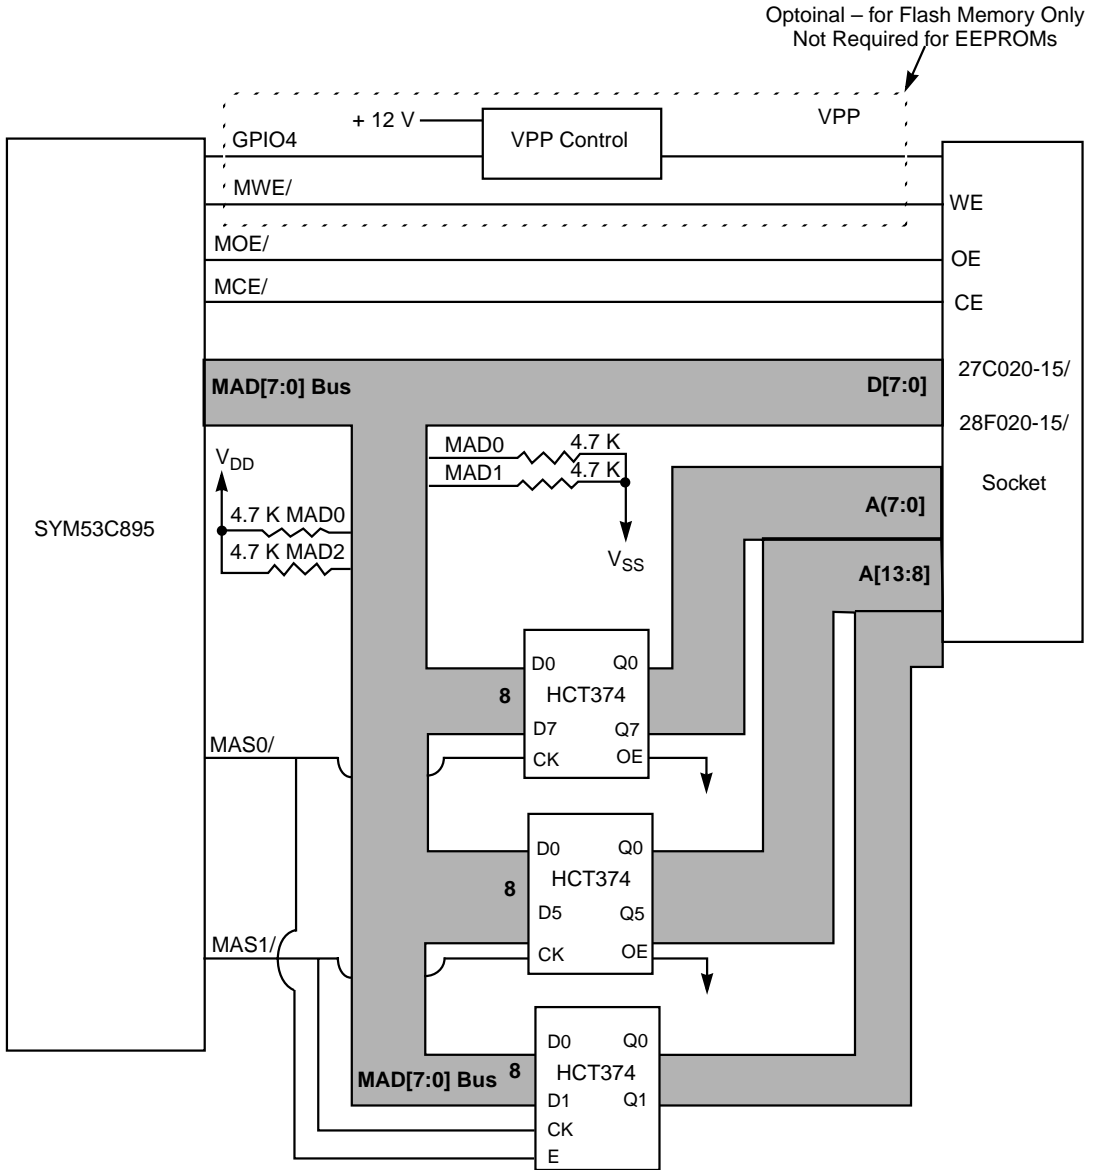 Optoinal – for Flash Memory Only
Not Required for EEPROMs
+ 12 V
VPP Control
VPP
GPIO4
MWE/
WE
MOE/
OE
MCE/
CE
27C020-15/
28F020-15/
Socket
MAD[7:0] Bus
D[7:0]
MAD0
4.7 K
MAD1
4.7 K
VDD
VSS
4.7 K MAD0
4.7 K MAD2
SYM53C895
A(7:0]
A[13:8]
D0
Q0
HCT374
8
D7
Q7
CK
OE
MAS0/
D0
Q0
HCT374
8
D5
Q5
CK
OE
MAS1/
D0
Q0
HCT374
MAD[7:0] Bus
8
D1
Q1
CK
E